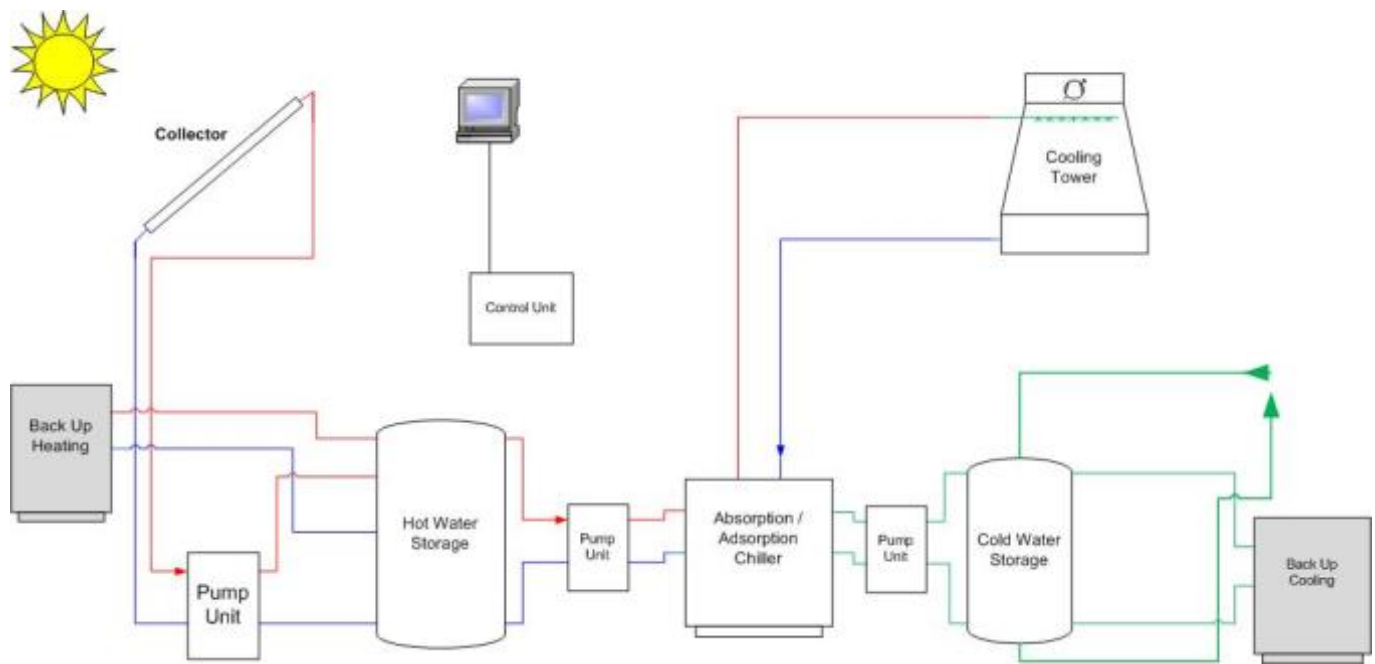 Collector
Cooling
Tower
Control Unit
Back Up
Heating
Hot Water
Storage
Pump
Unit
Pump
Unit
Absorption /
Adsorption
Chiller
Pump
Unit
Cold Water
Storage
Back Up
Cooling